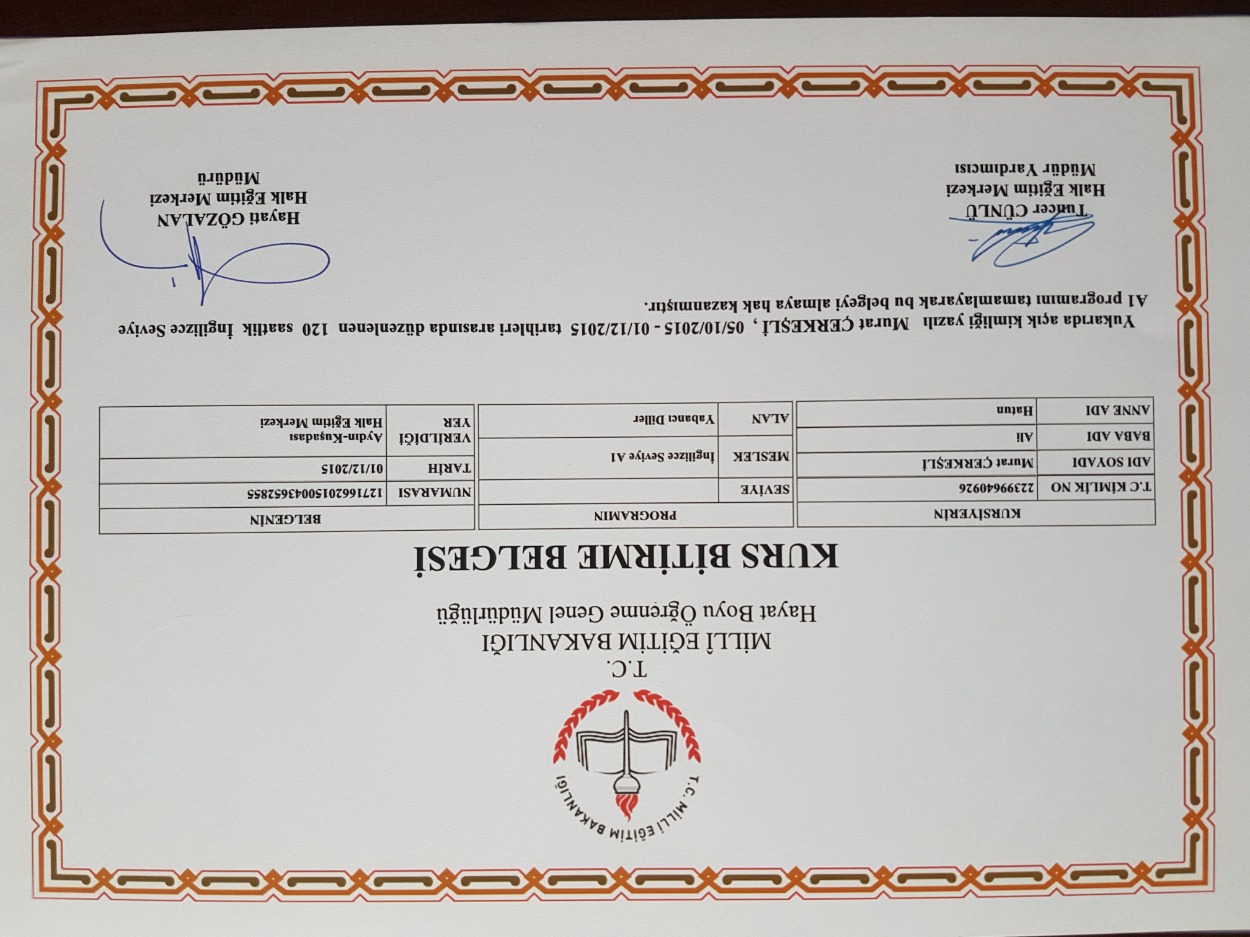 T.C. MİLLÎ EĞİTİM BAKANLIĞI
T.C.
MİLLÎ EĞİTİM BAKANLIĞI
Hayat Boyu Öğrenme Genel Müdürlüğü
KURS BİTİRME BELGESİ
KURSİYERİN PROGRAMIN BELGENİN
T.C. KİMLİK NO 22399640926 SEVİYE NUMARASI 1271662015004365285​5
ADI SOYADI Murat ÇERKEŞLİ MESLEK İngilizce Seviye A1 TARİH 01/12/2015
BABA ADI Ali ALAN Yabancı Diller VERİLDİĞİ YER Aydın-Kuşadası
ANNE ADI Hatun Halk Eğitim Merkezi
Yukarıda açık kimliği yazılı Murat ÇERKEŞLİ , 05/10/2015 - 01/12/2015 tarihleri arasında düzenlenen 120 saatlik İngilizce Seviye
A1 programını tamamlayarak bu belgeyi almaya hak kazanmıştır.
Tuncer CÜNLÜ
Halk Eğitim Merkezi
Müdür Yardımcısı
Hayati GÖZALAN
Halk Eğitim Merkezi
Müdürü